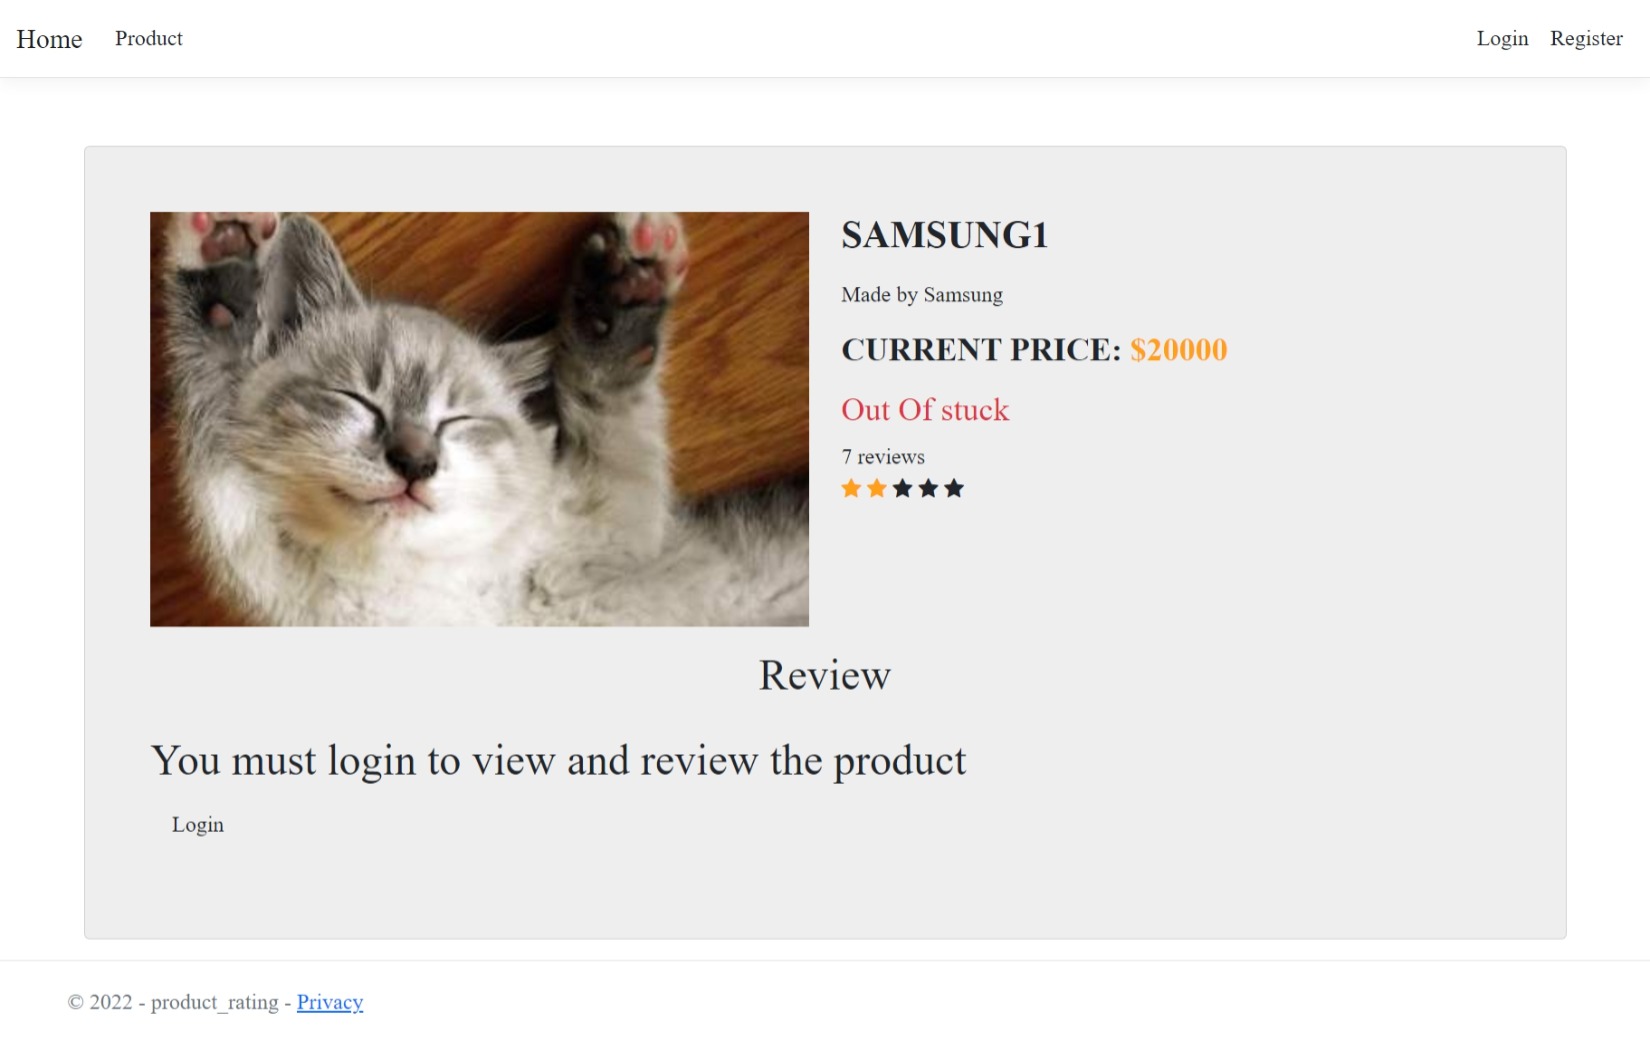 Home Product Login Register
SAMSUNG1
Made by Samsung
CURRENT PRICE: $20000
Out Of stuck
7 reviews
Review
You must login to view and review the product
Login
© 2022 - product_rating - Privacy